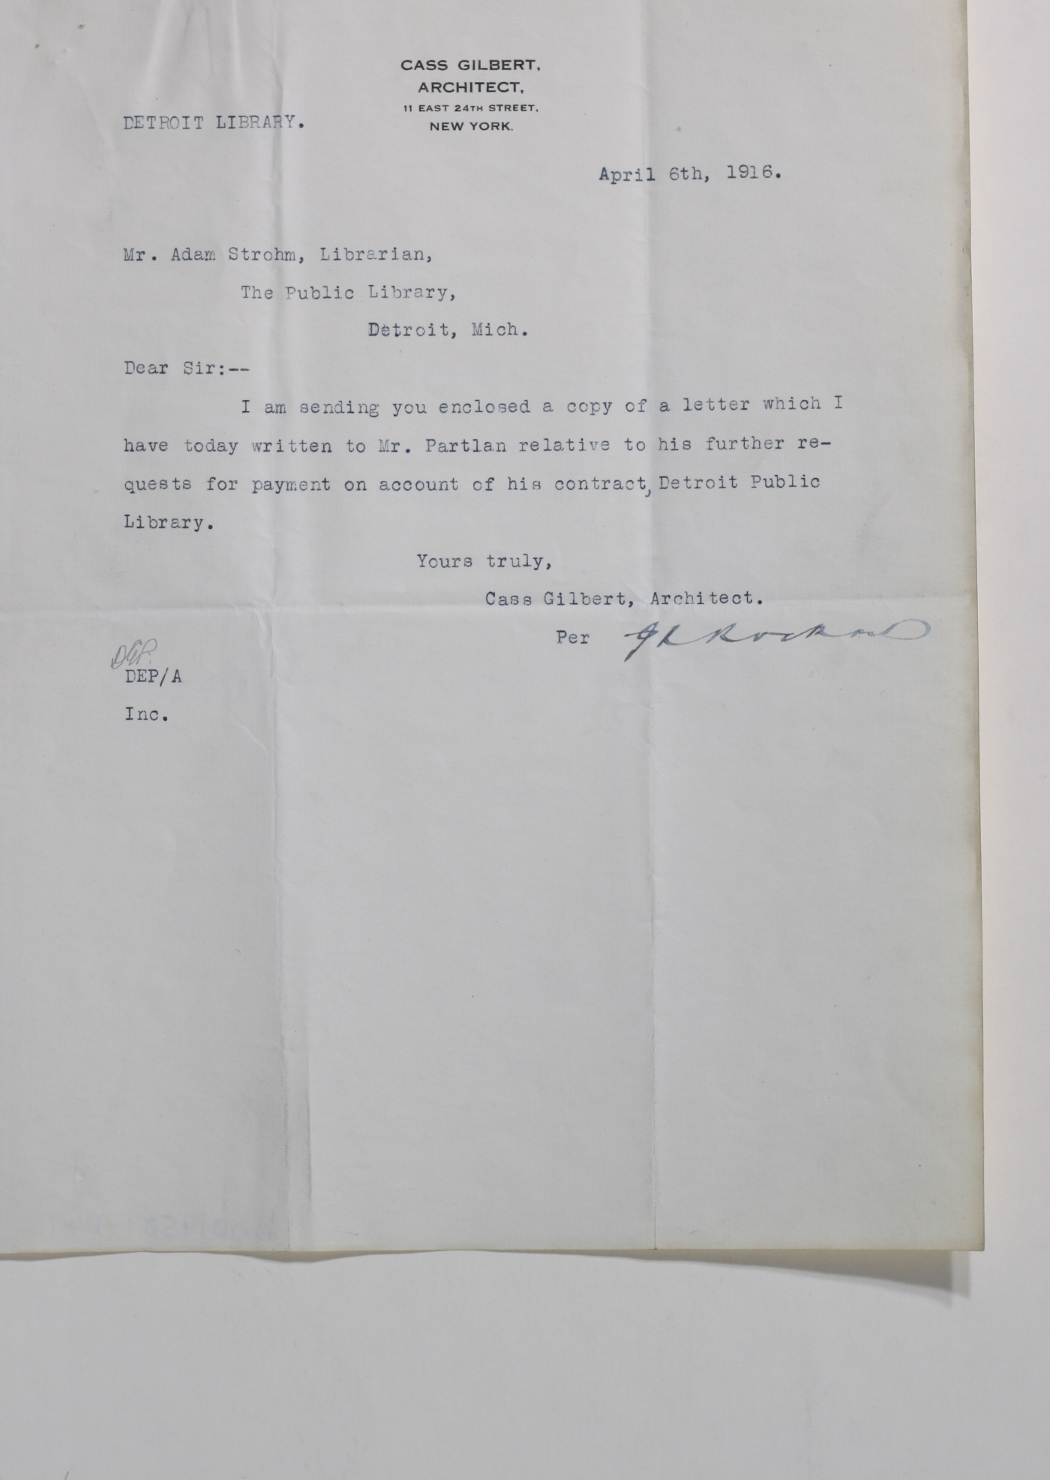 CASS GILBERT,
ARCHITECT,
11 EAST 24TH STREET,
NEW YORK.
DETROIT LIBRARY.
April 6th, 1916.
Mr. Adam Strohm, Librarian,
The Public Library,
Detroit, Mich.
Dear Sir:--
I am sending you enclosed a copy of a letter which I
have today written to Mr. Partlan relative to his further re-
quests for payment on account of his contract, Detroit Public
Library.
Yours truly,
Cass Gilbert, Architect.
Per
DEP.
DEP/A
Inc.